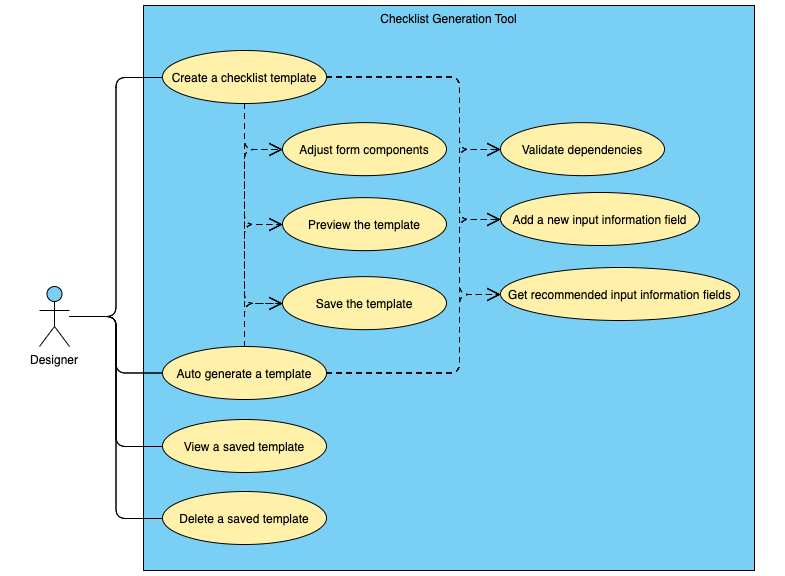 Checklist Generation Tool
Create a checklist template
Adjust form components
Validate dependencies
Preview the template
Add a new input information field
Save the template
Get recommended input information fields
Designer
Auto generate a template
View a saved template
Delete a saved template